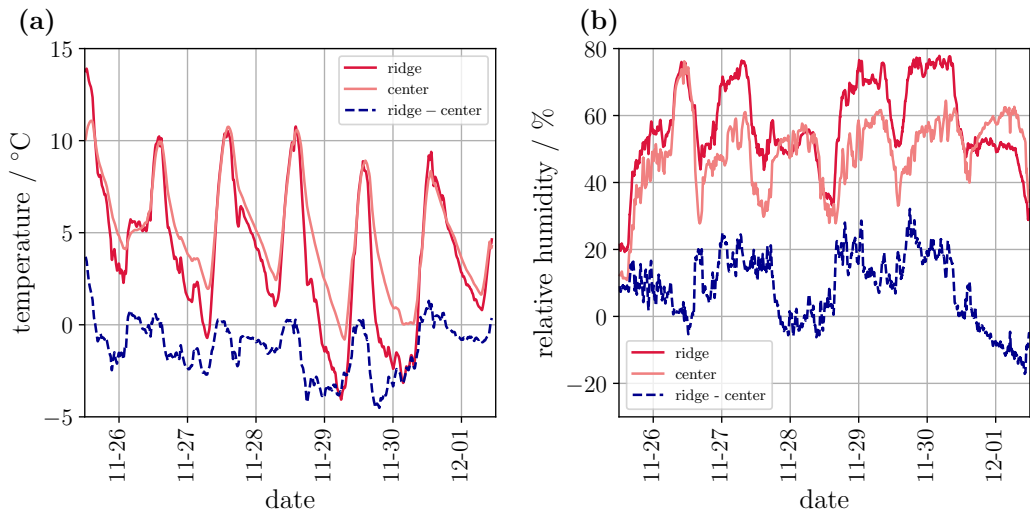 (a)
15
10
5
0
−5
temperature / °C
ridge
center
ridge − center
11-26
11-27
11-28
11-29
11-30
12-01
date
(b)
80
60
40
20
0
−20
relative humidity / %
ridge
center
ridge - center
11-26
11-27
11-28
11-29
11-30
12-01
date